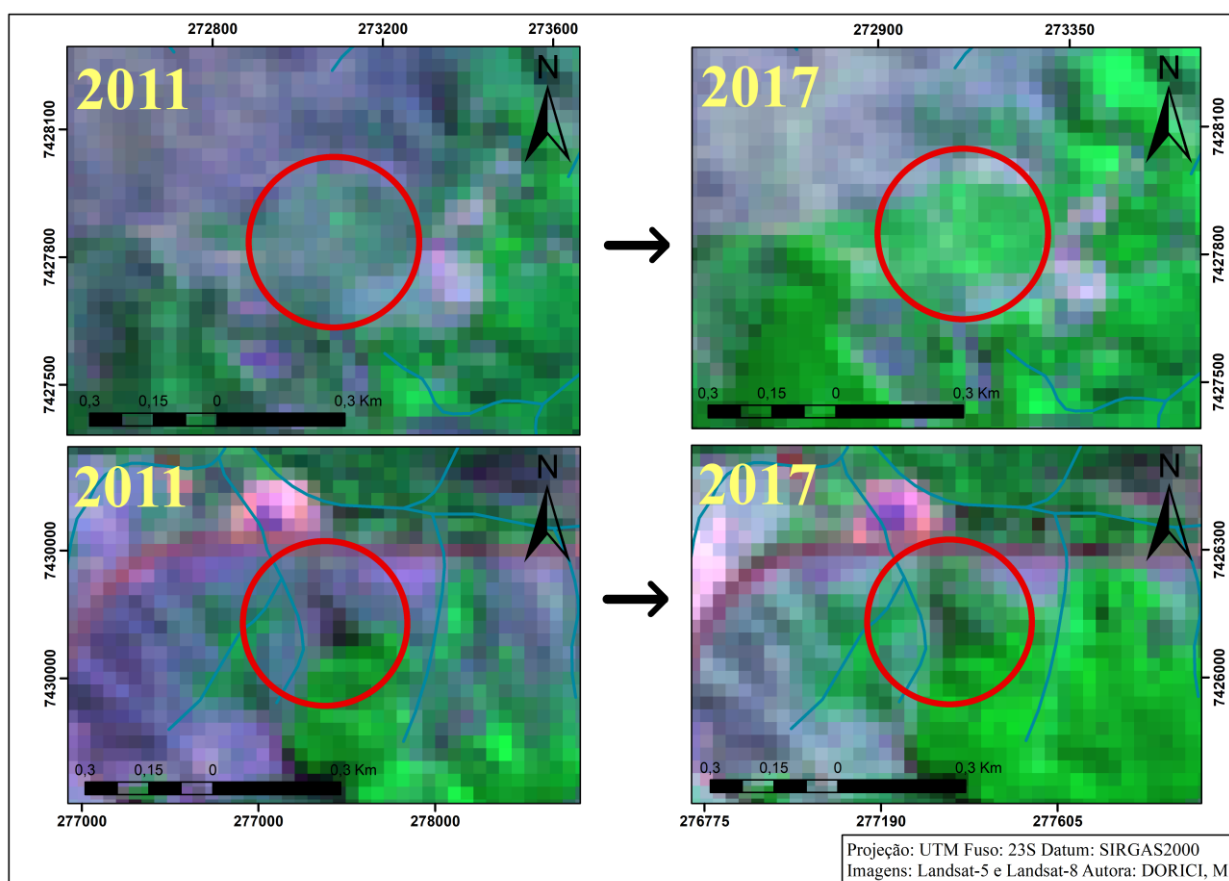 272800 273200 273600
272900 273350
2011
N
7428100
7427800
7427500
0,3 0,15 0 0.3 Km
2017
N
7428100
7427800
7427500
0,3 0,15 0 0.3 Km
2011
N
7430000
7430000
0,3 0,15 0 0.3 Km
277000 277000 278000
2017
N
7426300
7426000
0,3 0,15 0 0.3 Km
276775 277190 277605
Projeção: UTM Fuso: 23S Datum: SIRGAS2000
Imagens: Landsat-5 e Landsat-8 Autora: DORICI, M